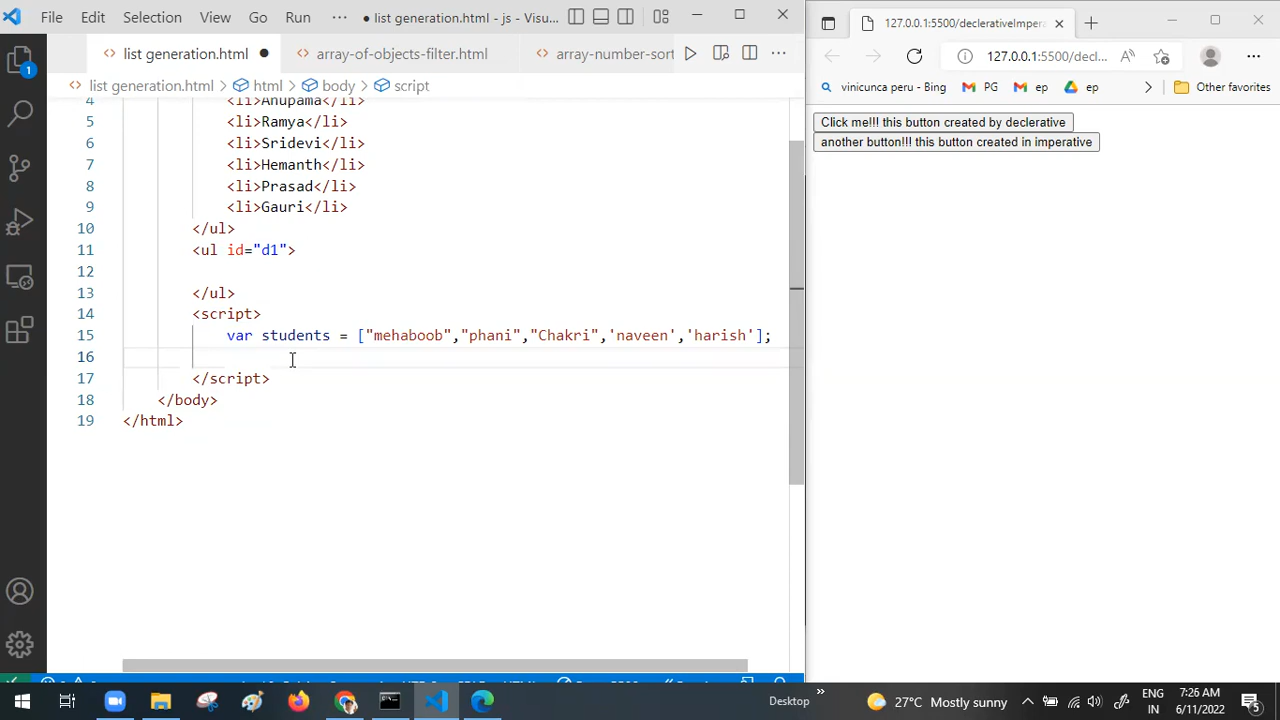 File Edit Selection View Go Run ··· ● list generation.html - js - Visu...
list generation.html ● array-of-objects-filter.html array-number-sort
list generation.html > html > body > script
4 <li>Anupama</li>
5 <li>Ramya</li>
6 <li>Sridevi</li>
7 <li>Hemanth</li>
8 <li>Prasad</li>
9 <li>Gauri</li>
10 </ul>
11 <ul id="d1">
12
13 </ul>
14 <script>
15 var students = ["mehaboob","phani","Chakri",'naveen','harish'];
16
17 </script>
18 </body>
19 </html>
1
127.0.0.1:5500/declerativeImpera
127.0.0.1:5500/decl...
vinicunca peru - Bing PG ep ep Other favorites
Click me!!! this button created by declerative
another button!!! this button created in imperative
Desktop 27°C Mostly sunny ENG IN 7:26 AM 6/11/2022 5